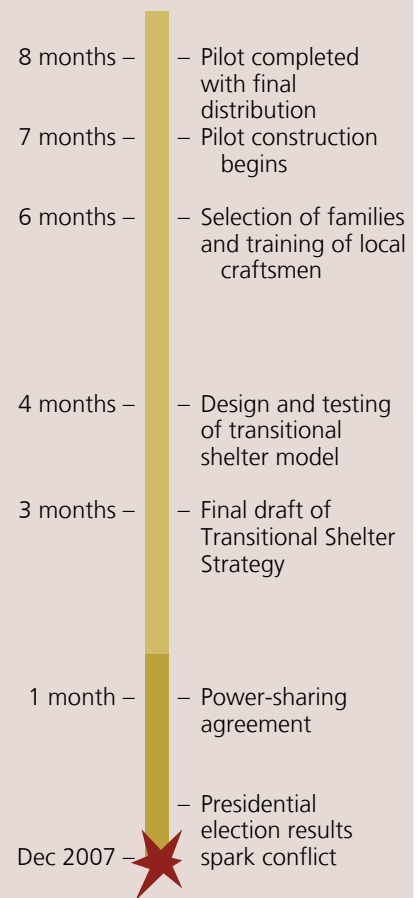 8 months – – Pilot completed
with final
distribution
7 months – – Pilot construction
begins
6 months – – Selection of families
and training of local
craftsmen
4 months – – Design and testing
of transitional
shelter model
3 months – – Final draft of
Transitional Shelter
Strategy
1 month – – Power-sharing
agreement
– Presidential
election results
Dec 2007 – spark conflict